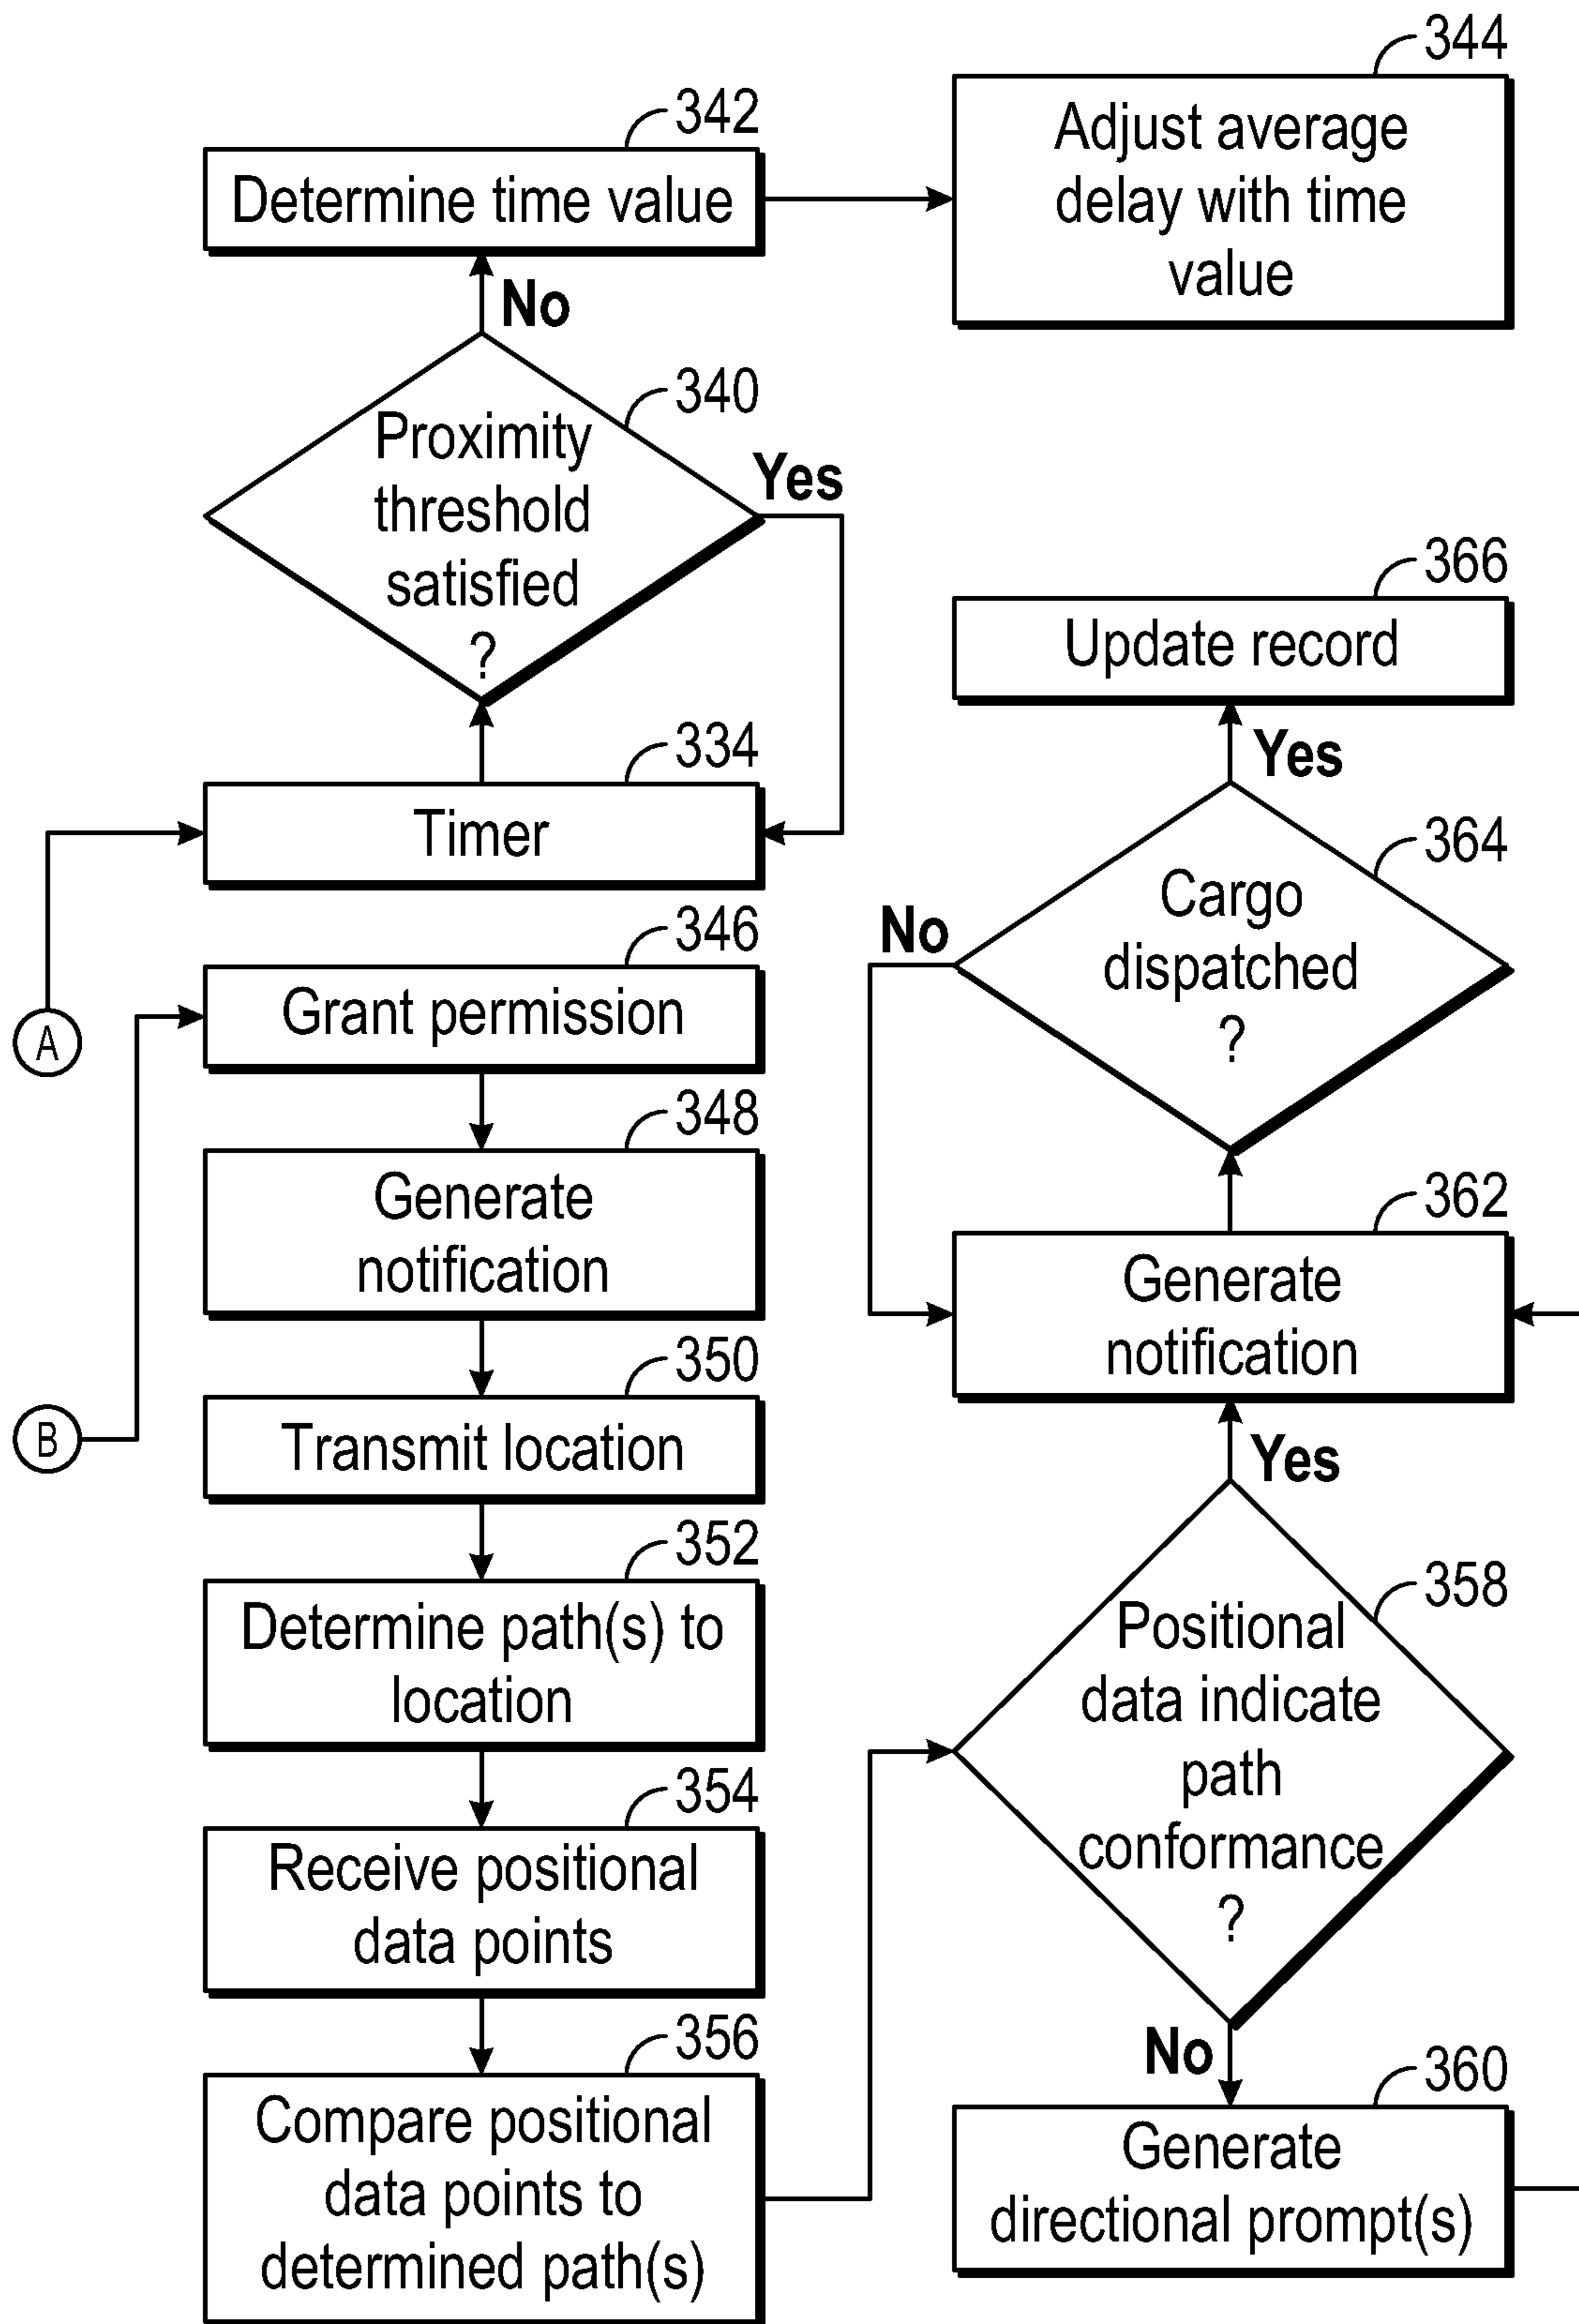 344
Adjust average
delay with time
value
342
Determine time value
No
340
Proximity
threshold
satisfied
?
Yes
334
Timer
A
346
Grant permission
348
Generate
notification
350
Transmit location
B
352
Determine path(s) to
location
354
Receive positional
data points
356
Compare positional
data points to
determined path(s)
366
Update record
Yes
364
Cargo
dispatched
?
No
362
Generate
notification
Yes
358
Positional
data indicate
path
conformance
?
No
360
Generate
directional prompt(s)